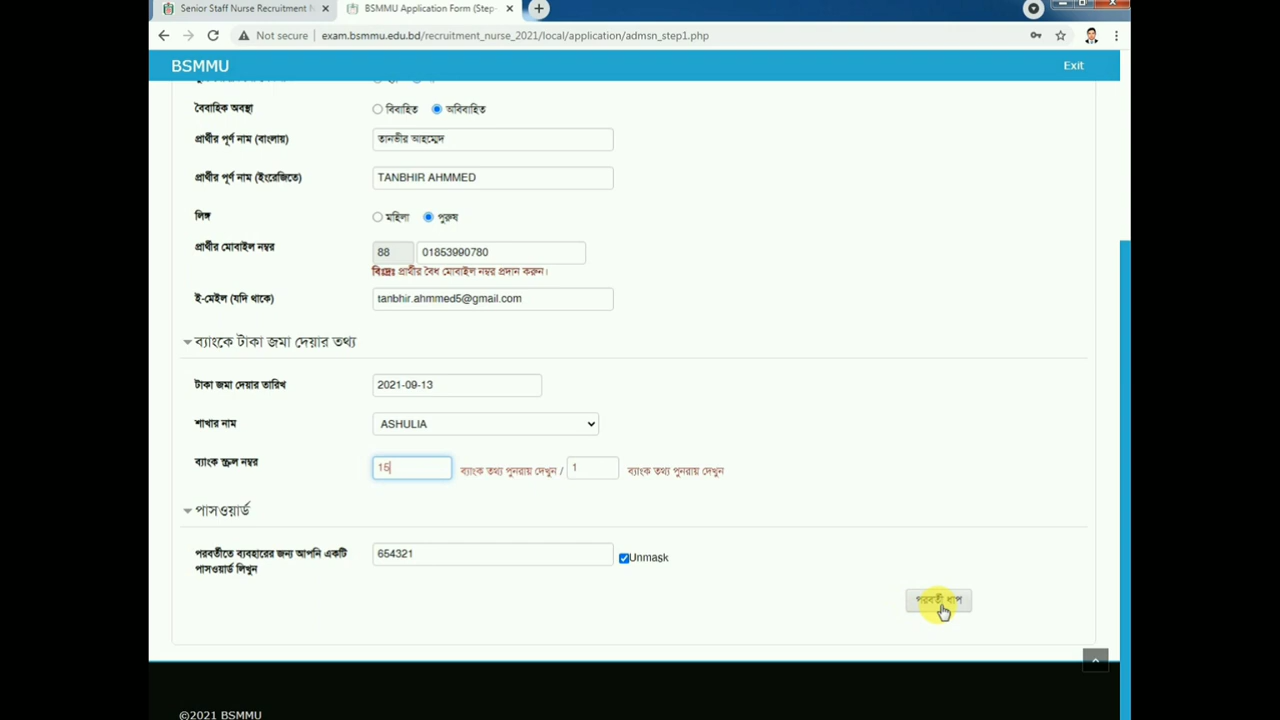 Senior Staff Nurse Recruitment
BSMMU Application Form (Step-
Not secure | exam.bsmmu.edu.bd/recruitment_nurse_2021/local/application/admsn_step1.php
BSMMU Exit
বৈবাহিক অবস্থা বিবাহিত অবিবাহিত
প্রার্থীর পূর্ণ নাম (বাংলায়) তানভীর আহম্মেদ
প্রার্থীর পূর্ণ নাম (ইংরেজিতে) TANBHIR AHMMED
লিঙ্গ মহিলা পুরুষ
প্রার্থীর মোবাইল নম্বর 88 01853990780
বিঃদ্রঃ প্রার্থীর বৈধ মোবাইল নম্বর প্রদান করুন।
ই-মেইল (যদি থাকে) tanbhir.ahmmed5@gmail.com
ব্যাংকে টাকা জমা দেয়ার তথ্য
টাকা জমা দেয়ার তারিখ 2021-09-13
শাখার নাম ASHULIA
ব্যাংক স্ক্রল নম্বর 15 ব্যাংক তথ্য পুনরায় দেখুন / 1 ব্যাংক তথ্য পুনরায় দেখুন
পাসওয়ার্ড
পরবর্তীতে ব্যবহারের জন্য আপনি একটি 654321 Unmask
পাসওয়ার্ড লিখুন
পরবর্তী ধাপ
©2021 BSMMU